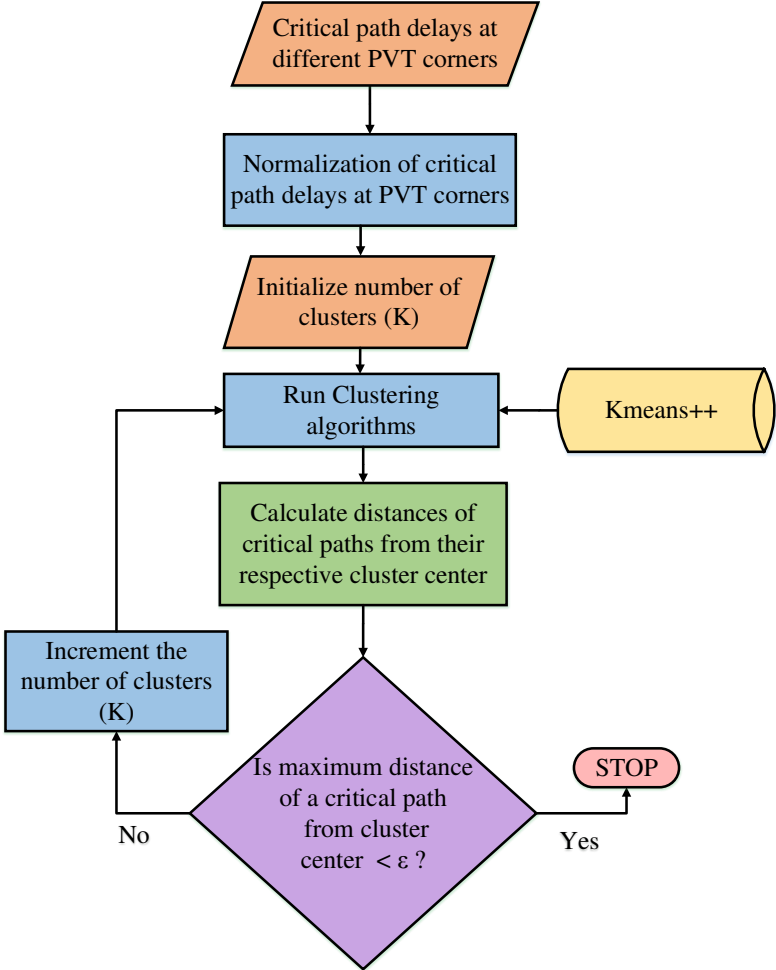 Critical path delays at
different PVT corners
Normalization of critical
path delays at PVT corners
Initialize number of
clusters (K)
Run Clustering
algorithms
Kmeans++
Calculate distances of
critical paths from their
respective cluster center
Increment the
number of clusters
(K)
Is maximum distance
of a critical path
from cluster
center < ε ?
No
Yes
STOP